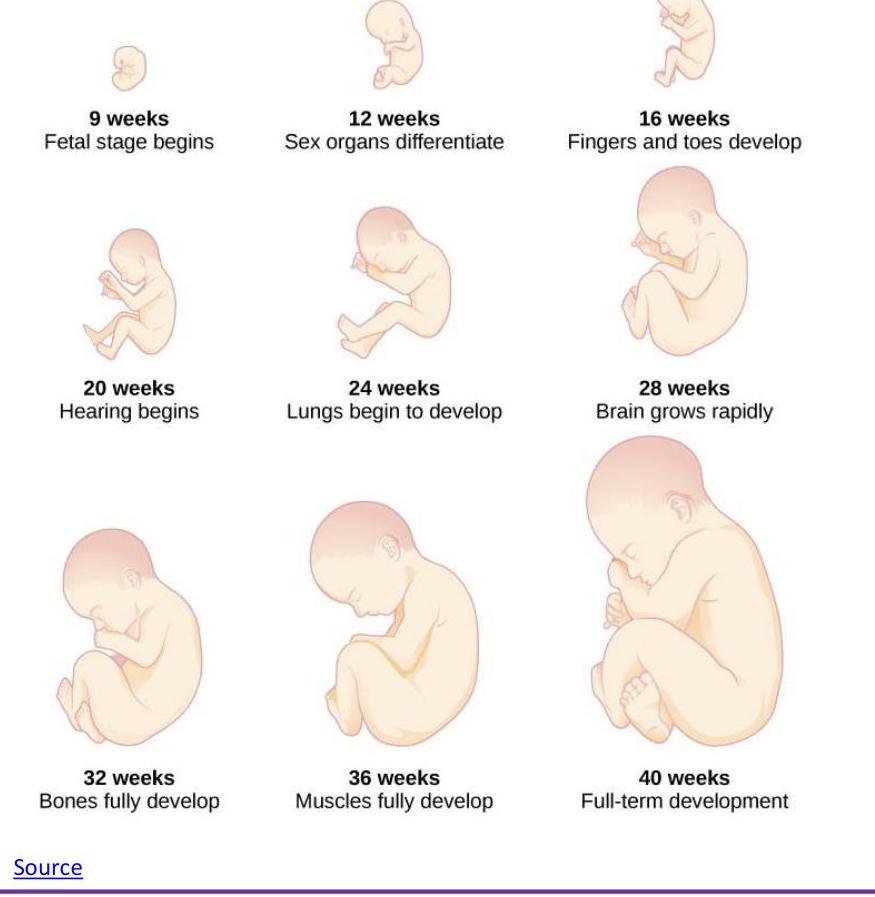 9 weeks
Fetal stage begins
12 weeks
Sex organs differentiate
16 weeks
Fingers and toes develop
20 weeks
Hearing begins
24 weeks
Lungs begin to develop
28 weeks
Brain grows rapidly
32 weeks
Bones fully develop
36 weeks
Muscles fully develop
40 weeks
Full-term development
Source